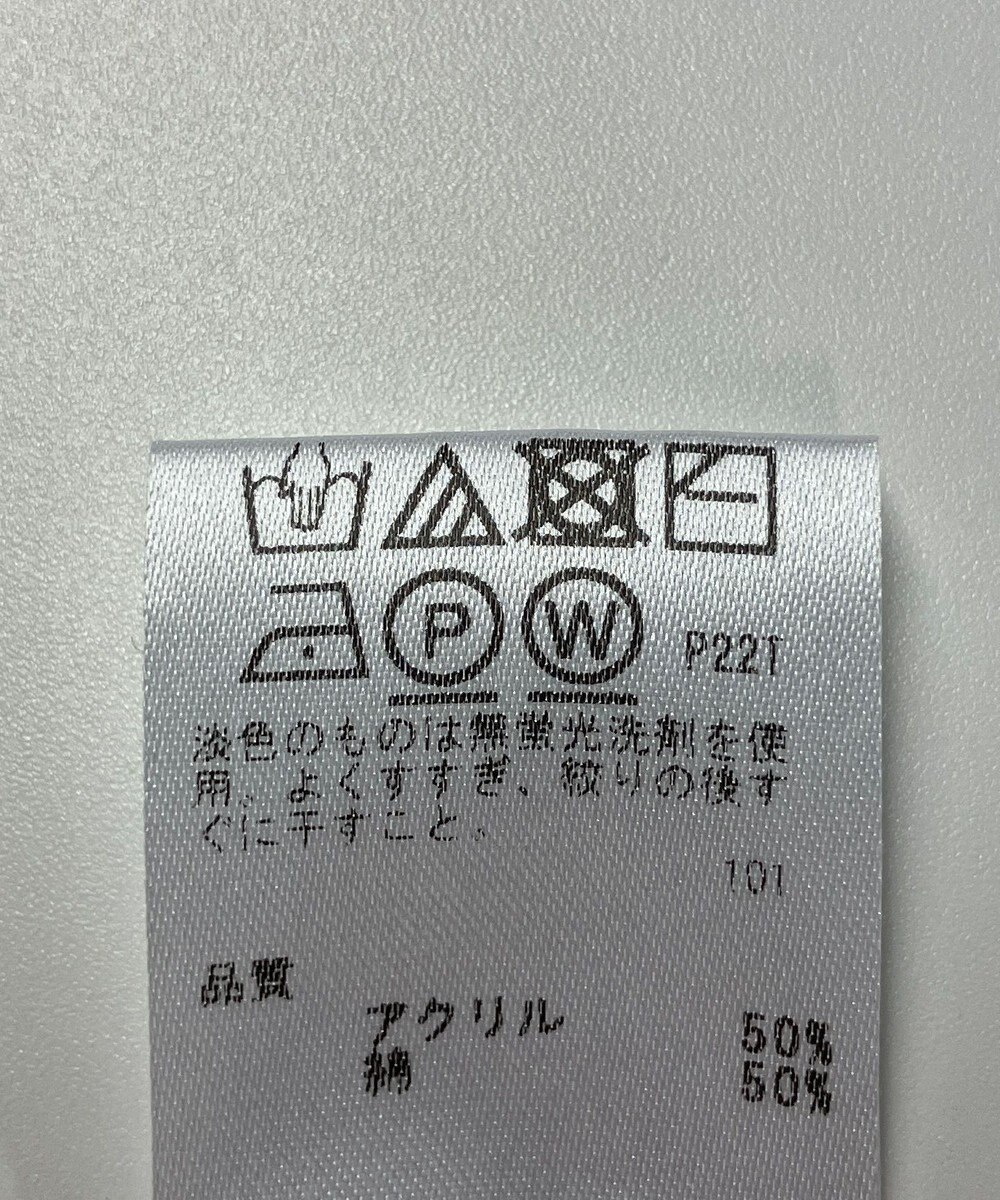 P W P22T
淡色のものは無蛍光洗剤を使
用。よくすすぎ、絞りの後す
ぐに干すこと。
101
品質
アクリル 50%
綿 50%